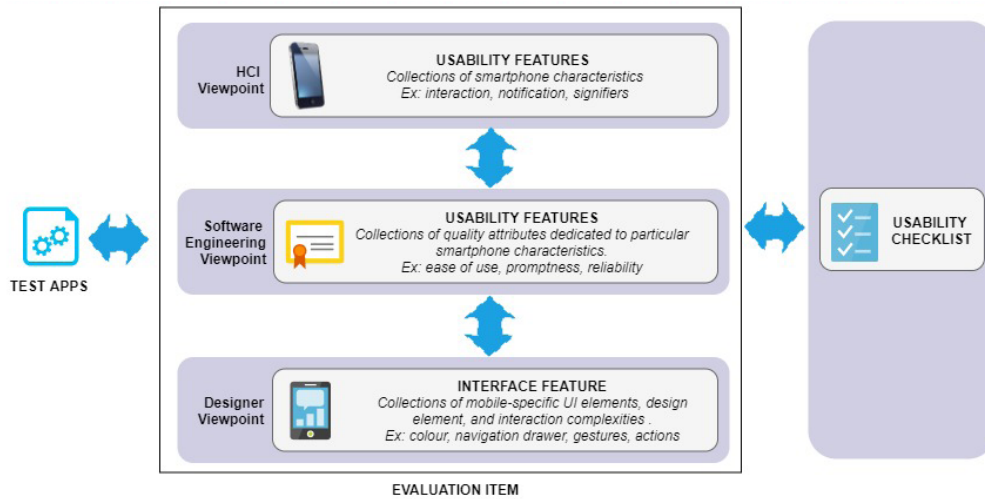 HCI
Viewpoint
USABILITY FEATURES
Collections of smartphone characteristics
Ex: interaction, notification, signifiers
TEST APPS
Software
Engineering
Viewpoint
USABILITY FEATURES
Collections of quality attributes dedicated to particular
smartphone characteristics.
Ex: ease of use, promptness, reliability
USABILITY
CHECKLIST
Designer
Viewpoint
INTERFACE FEATURE
Collections of mobile-specific UI elements, design
element, and interaction complexities .
Ex: colour, navigation drawer, gestures, actions
EVALUATION ITEM